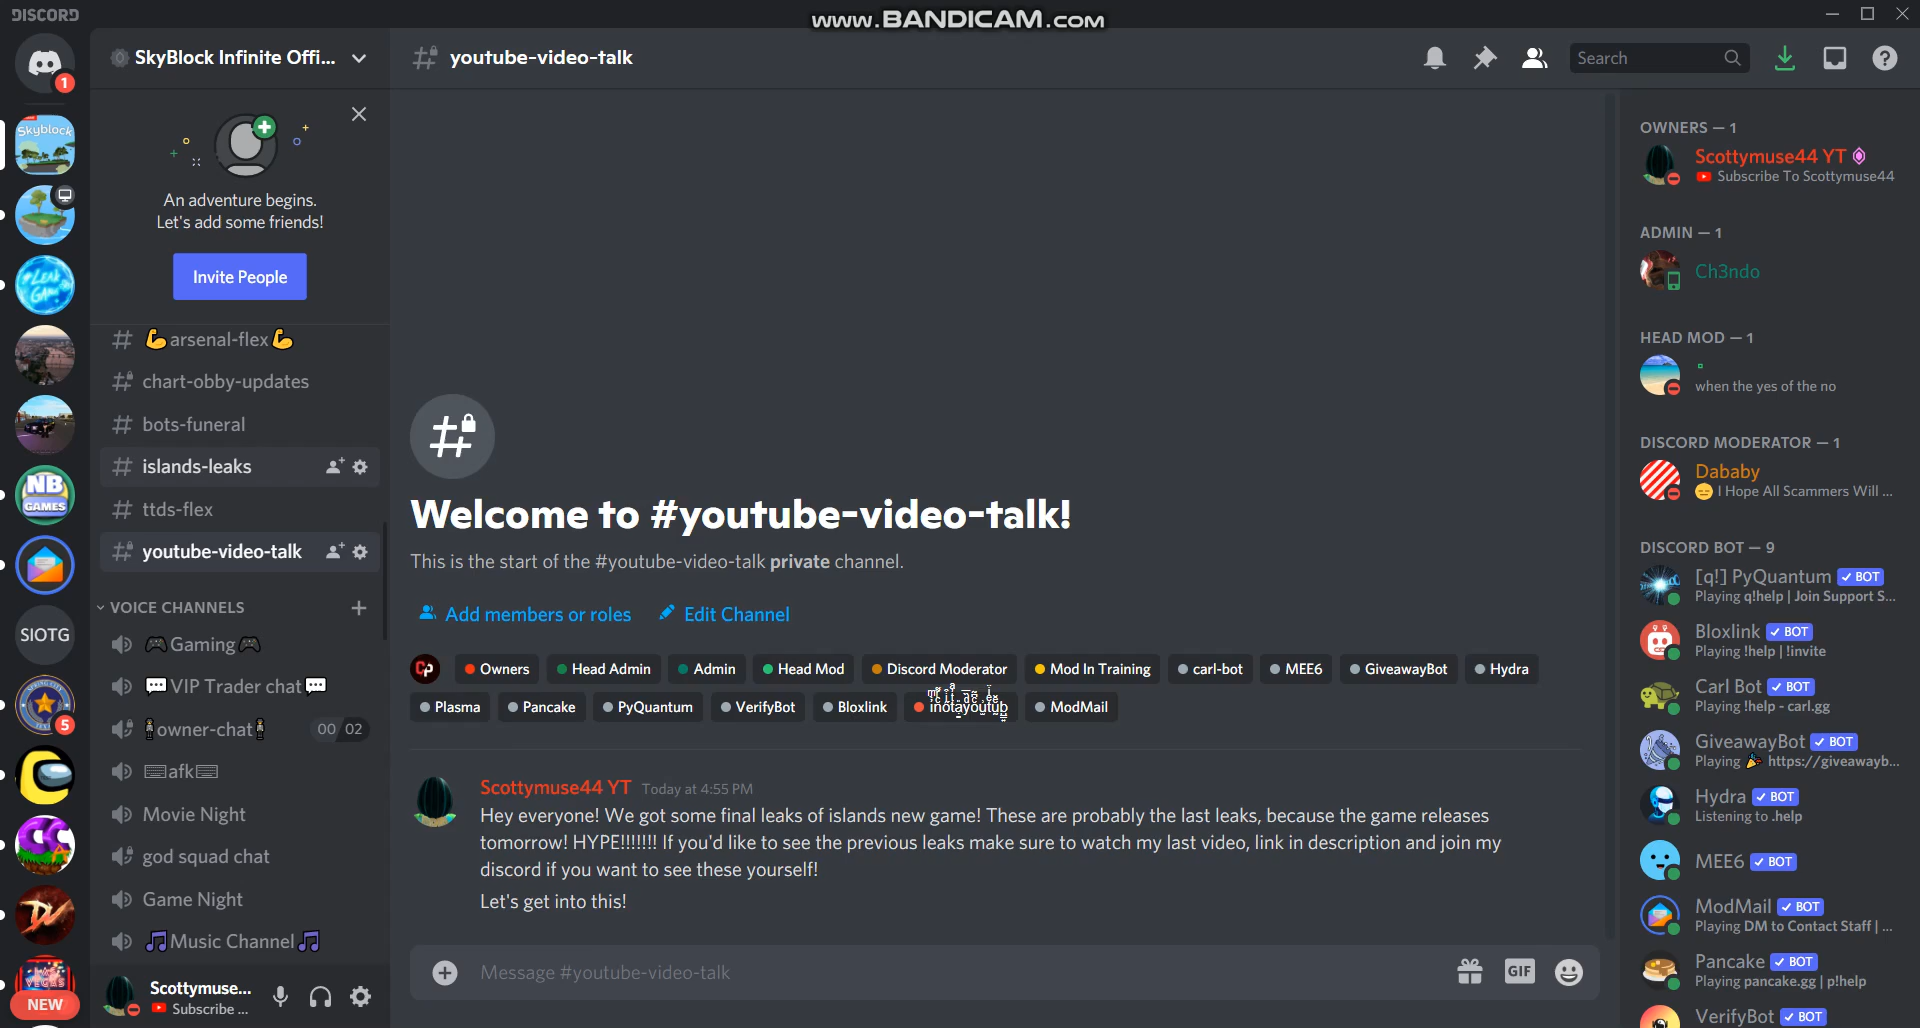 DISCORD
www.BANDICAM.com
1
SkyBlock Infinite Offi...
youtube-video-talk
Search
Skyblock
LEAK GAME
NB GAMES
SIOTG
5
NEW
An adventure begins.
Let's add some friends!
Invite People
💪arsenal-flex💪
chart-obby-updates
bots-funeral
islands-leaks
ttds-flex
youtube-video-talk
VOICE CHANNELS
🎮Gaming🎮
💬VIP Trader chat💬
owner-chat
00 02
⌨afk⌨
Movie Night
god squad chat
Game Night
🎵Music Channel🎵
Scottymuse...
Subscribe ...
Welcome to #youtube-video-talk!
This is the start of the #youtube-video-talk private channel.
Add members or roles Edit Channel
Owners Head Admin Admin Head Mod Discord Moderator Mod In Training carl-bot MEE6 GiveawayBot Hydra
Plasma Pancake PyQuantum VerifyBot Bloxlink ModMail
Scottymuse44 YT Today at 4:55 PM
Hey everyone! We got some final leaks of islands new game! These are probably the last leaks, because the game releases
tomorrow! HYPE!!!!!!! If you'd like to see the previous leaks make sure to watch my last video, link in description and join my
discord if you want to see these yourself!
Let's get into this!
Message #youtube-video-talk
GIF
OWNERS — 1
Scottymuse44 YT
Subscribe To Scottymuse44
ADMIN — 1
Ch3ndo
HEAD MOD — 1
when the yes of the no
DISCORD MODERATOR — 1
Dababy
😑 I Hope All Scammers Will ...
DISCORD BOT — 9
[q!] PyQuantum ✓ BOT
Playing q!help | Join Support S...
Bloxlink ✓ BOT
Playing !help | !invite
Carl Bot ✓ BOT
Playing !help - carl.gg
GiveawayBot ✓ BOT
Playing 🎉 https://giveawayb...
Hydra ✓ BOT
Listening to .help
MEE6 ✓ BOT
ModMail ✓ BOT
Playing DM to Contact Staff | ...
Pancake ✓ BOT
Playing pancake.gg | p!help
VerifyBot ✓ BOT